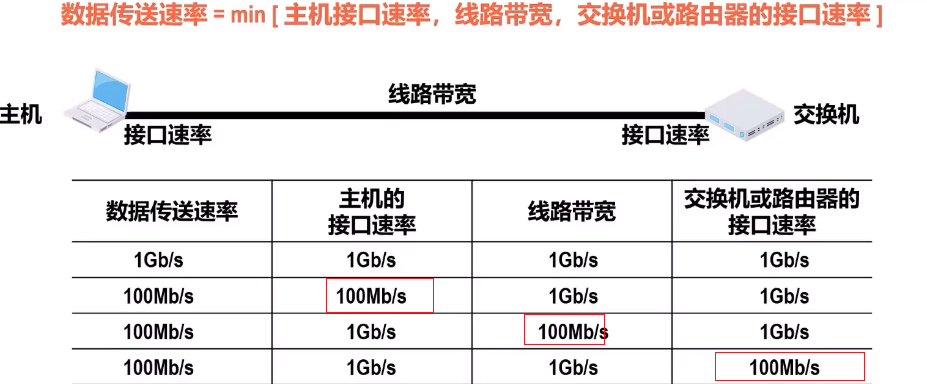 数据传送速率 = min [ 主机接口速率，线路带宽，交换机或路由器的接口速率 ]
线路带宽
主机
交换机
接口速率
接口速率
数据传送速率 主机的接口速率 线路带宽 交换机或路由器的接口速率
1Gb/s 1Gb/s 1Gb/s 1Gb/s
100Mb/s 100Mb/s 1Gb/s 1Gb/s
100Mb/s 1Gb/s 100Mb/s 1Gb/s
100Mb/s 1Gb/s 1Gb/s 100Mb/s